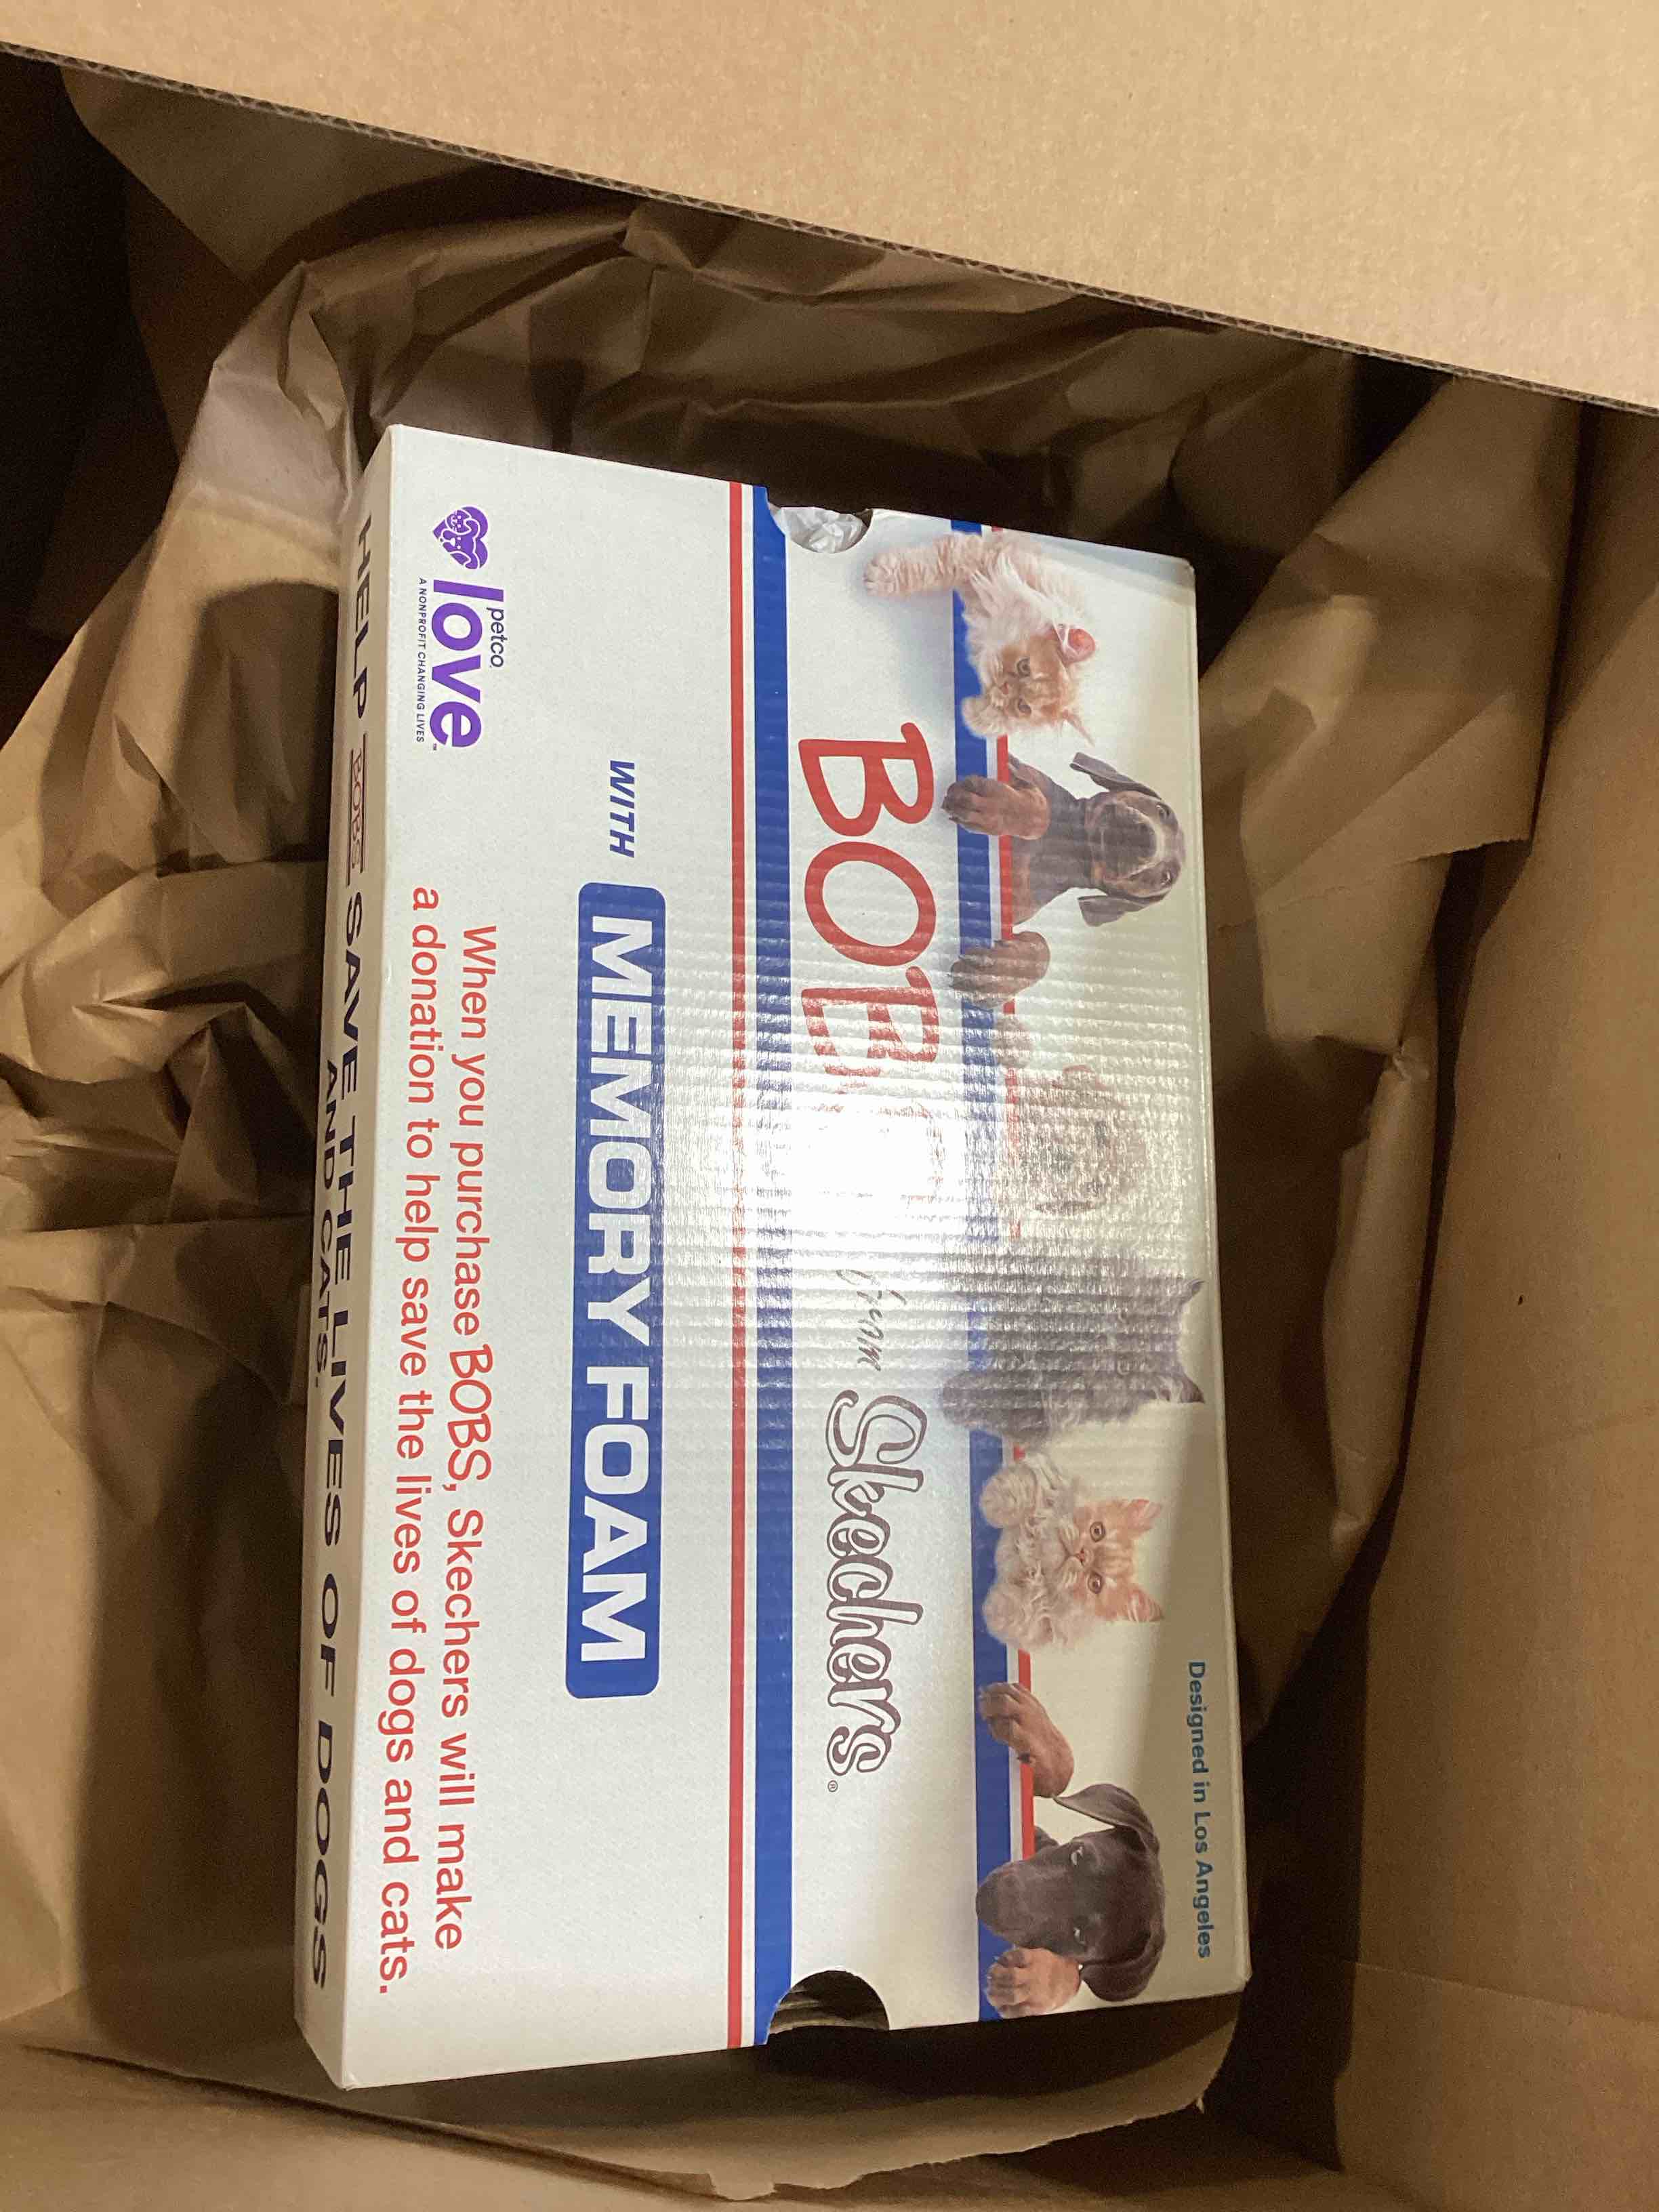 Designed in Los Angeles
BOBS from Skechers®
WITH MEMORY FOAM
petco
love™
A NONPROFIT CHANGING LIVES
When you purchase BOBS, Skechers will make
a donation to help save the lives of dogs and cats.
HELP BOBS SAVE THE LIVES OF DOGS
AND CATS.